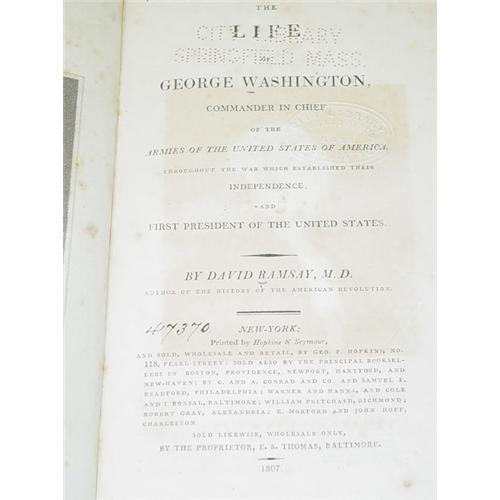 THE
LIFE
CITY LIBRARY
OF
SPRINGFIELD MASS.
GEORGE WASHINGTON,
COMMANDER IN CHIEF
OF THE
ARMIES OF THE UNITED STATES OF AMERICA,
THROUGHOUT THE WAR WHICH ESTABLISHED THEIR
INDEPENDENCE;
AND
FIRST PRESIDENT OF THE UNITED STATES.
BY DAVID RAMSAY, M. D.
AUTHOR OF THE HISTORY OF THE AMERICAN REVOLUTION.
47370
NEW-YORK:
Printed by Hopkins & Seymour,
AND SOLD, WHOLESALE AND RETAIL, BY GEO. F. HOPKINS, NO.
118, PEARL-STREET; SOLD ALSO BY THE PRINCIPAL BOOKSEL-
LERS IN BOSTON, PROVIDENCE, NEWPORT, HARTFORD, AND
NEW-HAVEN; BY C. AND A. CONRAD AND CO. AND SAMUEL F.
BRADFORD, PHILADELPHIA; WARNER AND HANNA, AND COLE
AND I. BONSAL, BALTIMORE; WILLIAM PRITCHARD, RICHMOND;
ROBERT GRAY, ALEXANDRIA; E. MORFORD AND JOHN HOFF,
CHARLESTON
SOLD LIKEWISE, WHOLESALE ONLY,
BY THE PROPRIETOR, E. S. THOMAS, BALTIMORE.
1807.